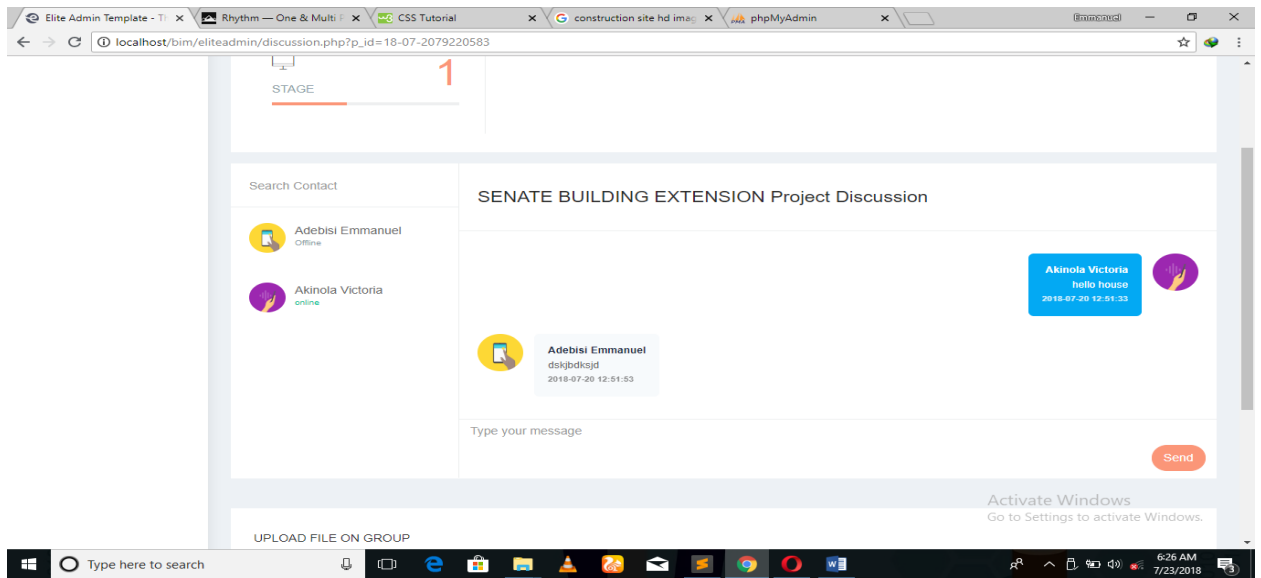 Elite Admin Template - Th
Rhythm — One & Multi P
CSS Tutorial
construction site hd imag
phpMyAdmin
Emmanuel
localhost/bim/eliteadmin/discussion.php?p_id=18-07-2079220583
1
STAGE
Search Contact
Adebisi Emmanuel
Offline
Akinola Victoria
online
SENATE BUILDING EXTENSION Project Discussion
Akinola Victoria
hello house
2018-07-20 12:51:33
Adebisi Emmanuel
dskjbdksjd
2018-07-20 12:51:53
Type your message
Send
Activate Windows
Go to Settings to activate Windows.
UPLOAD FILE ON GROUP
Type here to search
6:26 AM
7/23/2018
3